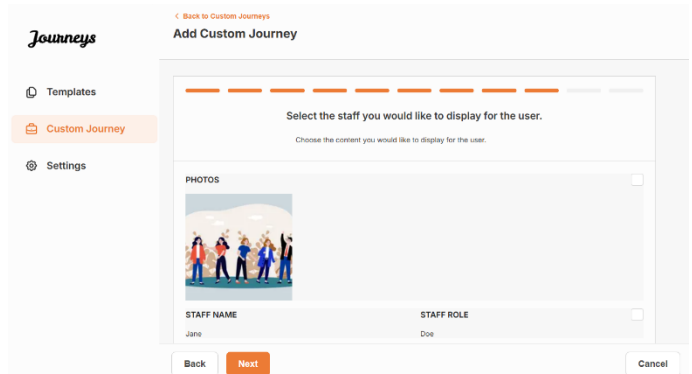 Journeys
Templates
Custom Journey
Settings
< Back to Custom Journeys
Add Custom Journey
Select the staff you would like to display for the user.
Choose the content you would like to display for the user.
PHOTOS
STAFF NAME STAFF ROLE
Jane Doe
Back Next Cancel